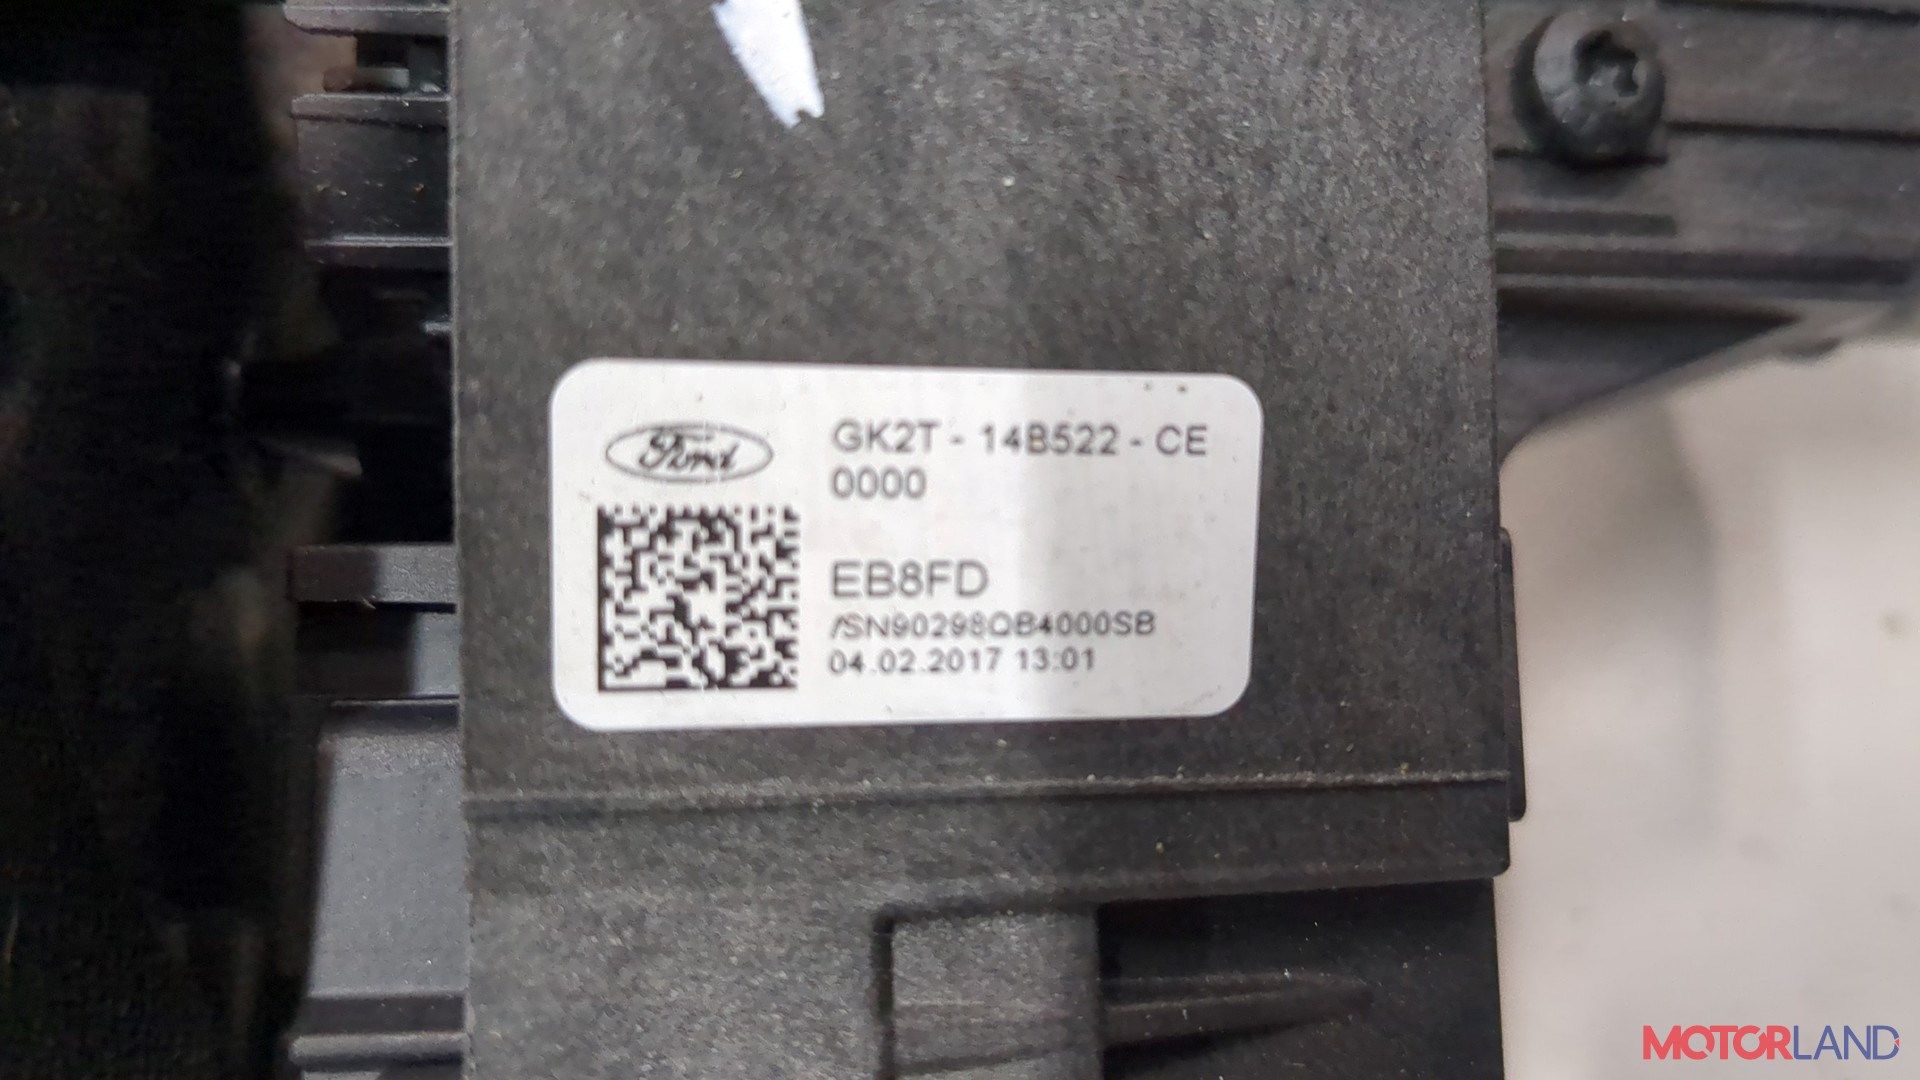 Ford
GK2T - 14B522 - CE
0000
EB8FD
/SN90298QB4000SB
04.02.2017 13:01
MOTORLAND